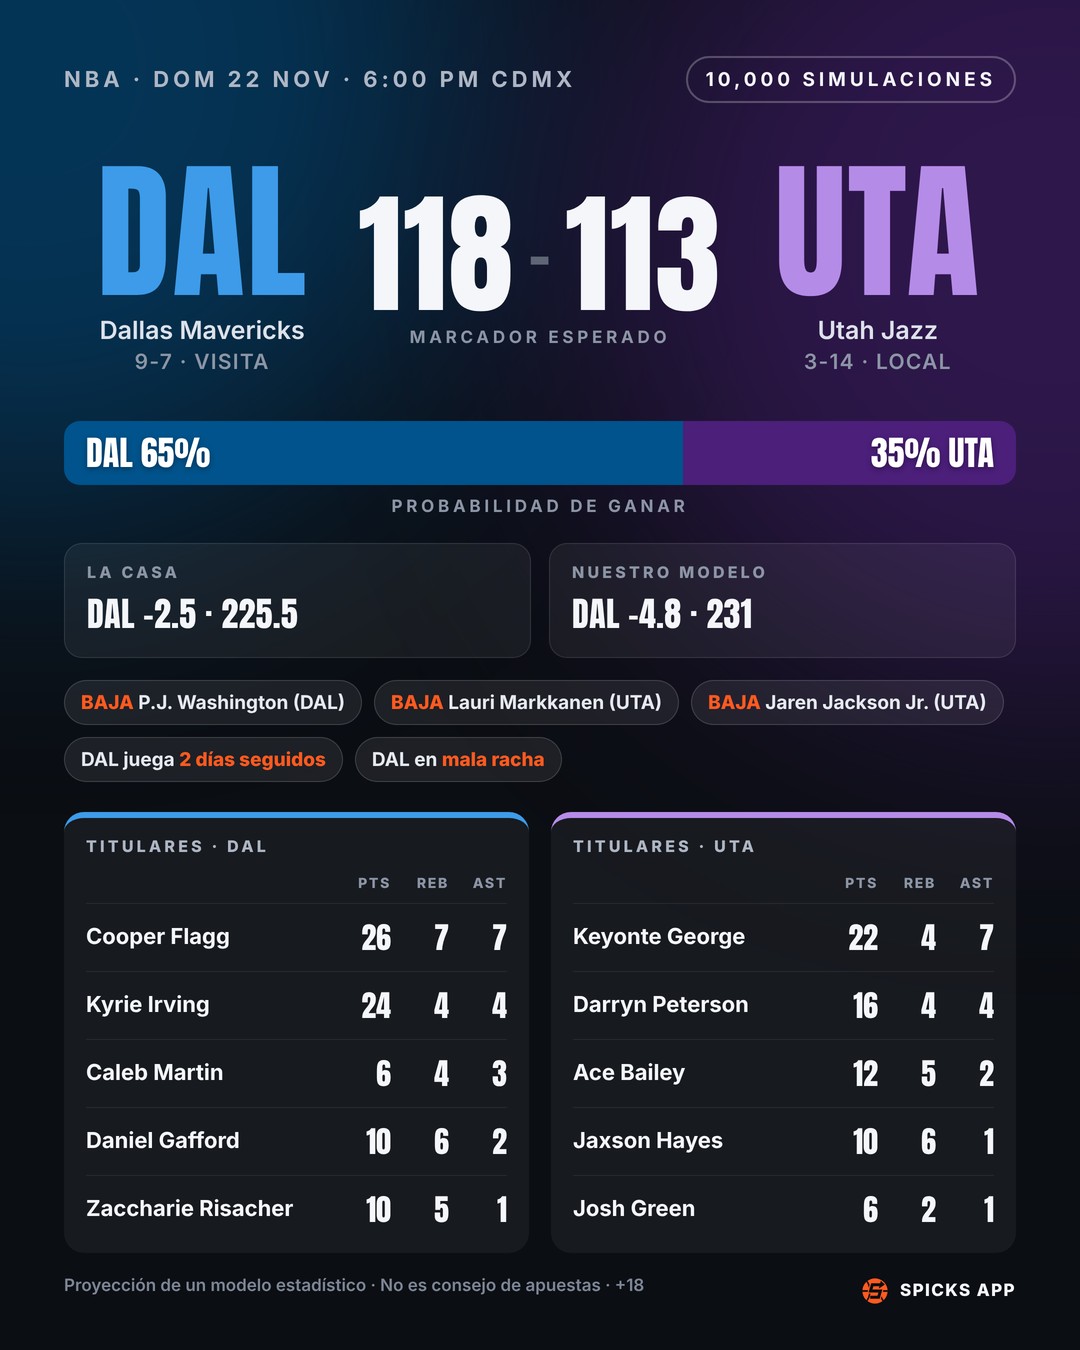 NBA · DOM 22 NOV · 6:00 PM CDMX
10,000 SIMULACIONES
DAL 118 - 113 UTA
MARCADOR ESPERADO
Dallas Mavericks
9-7 · VISITA
Utah Jazz
3-14 · LOCAL
DAL 65%
35% UTA
PROBABILIDAD DE GANAR
LA CASA
DAL -2.5 · 225.5
NUESTRO MODELO
DAL -4.8 · 231
BAJA P.J. Washington (DAL)
BAJA Lauri Markkanen (UTA)
BAJA Jaren Jackson Jr. (UTA)
DAL juega 2 días seguidos
DAL en mala racha
TITULARES · DAL
PTS REB AST
Cooper Flagg 26 7 7
Kyrie Irving 24 4 4
Caleb Martin 6 4 3
Daniel Gafford 10 6 2
Zaccharie Risacher 10 5 1
TITULARES · UTA
PTS REB AST
Keyonte George 22 4 7
Darryn Peterson 16 4 4
Ace Bailey 12 5 2
Jaxson Hayes 10 6 1
Josh Green 6 2 1
Proyección de un modelo estadístico · No es consejo de apuestas · +18
SPICKS APP